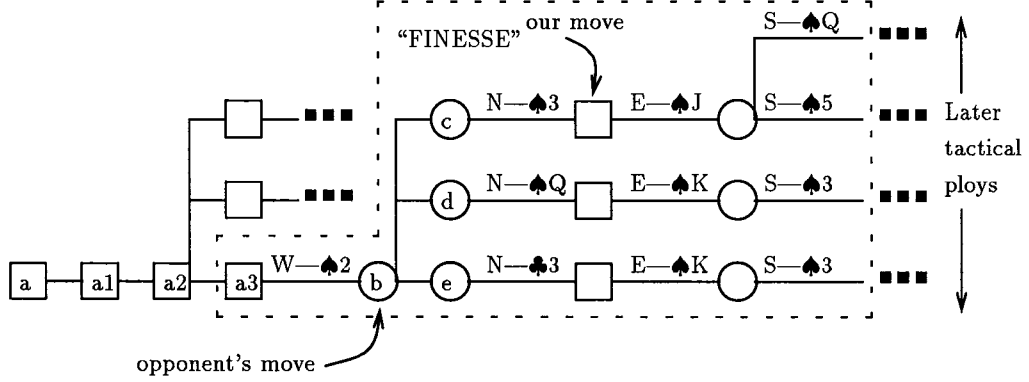 S—♠Q
our move
“FINESSE”
N—♠3 E—♠J S—♠5
c
Later
tactical
ploys
N—♠Q E—♠K S—♠3
d
W—♠2 N—♣3 E—♠K S—♠3
a a1 a2 a3 b e
opponent's move